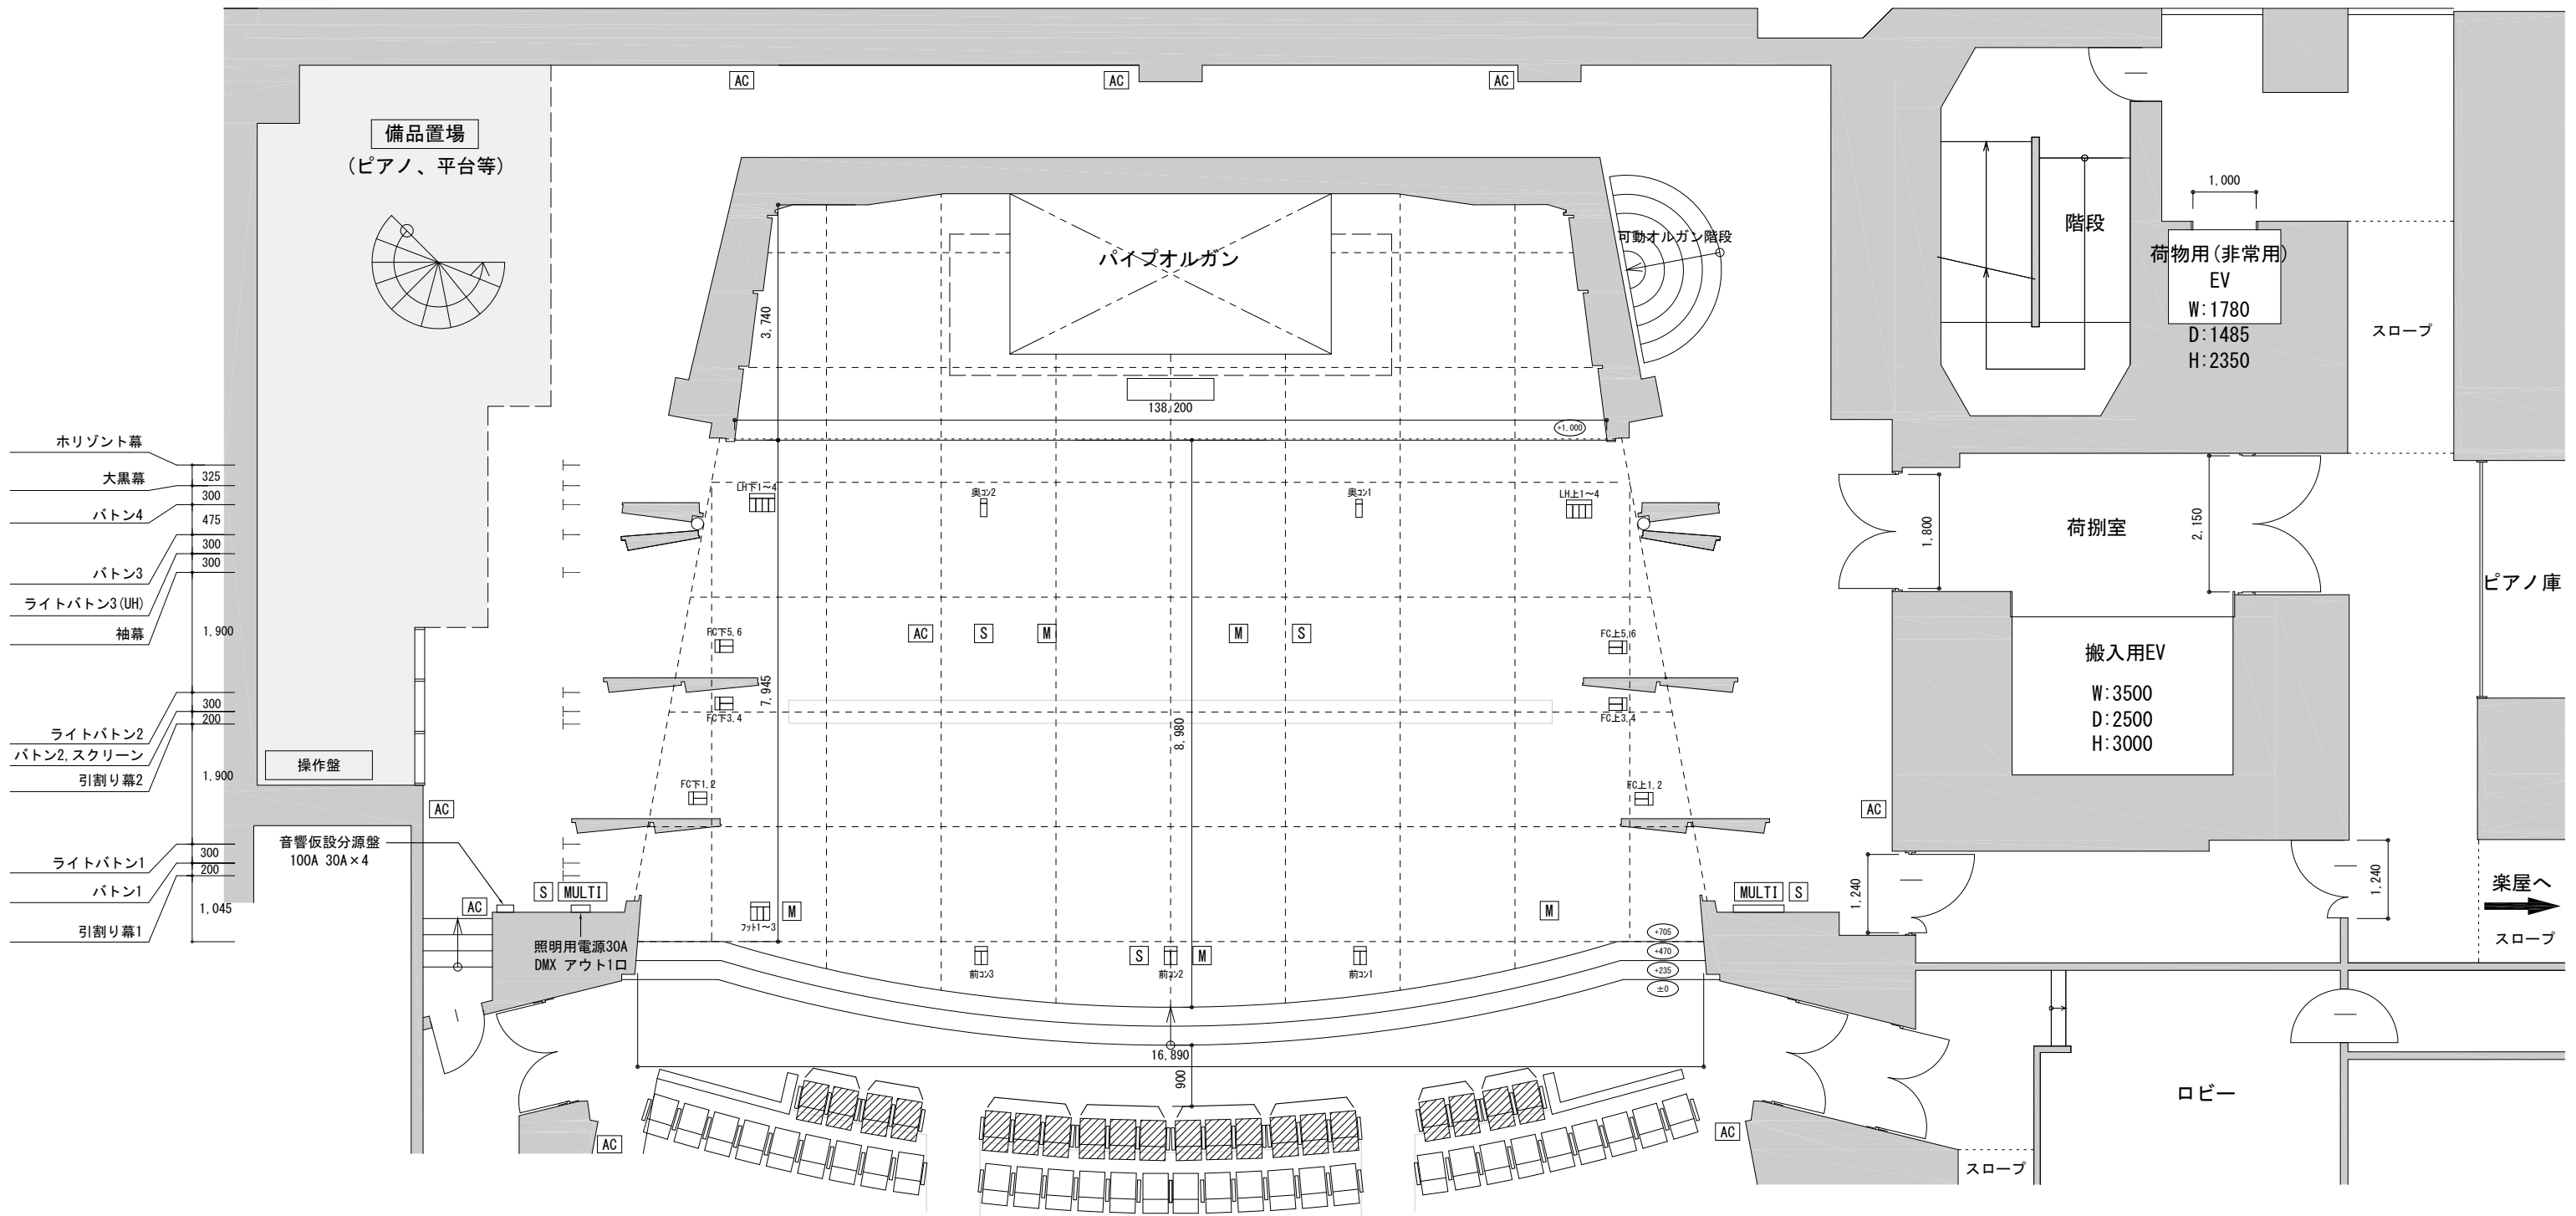 AC
AC
AC
備品置場
(ピアノ、平台等)
1,000
階段
可動オルガン階段
荷物用(非常用)
EV
W:1780
D:1485
H:2350
パイプオルガン
スロープ
3,740
138,200
+1,000
ホリゾント幕
325
大黒幕
300
バトン4
475
バトン3
300
ライトバトン3(UH)
300
袖幕
1,900
ライトバトン2
300
バトン2,スクリーン
200
引割り幕2
1,900
ライトバトン1
300
バトン1
200
引割り幕1
1,045
LH下1~4
奥コン2
奥コン1
LH上1~4
1,800
荷捌室
2,150
ピアノ庫
FC下5,6
AC
S
M
M
S
FC上5,6
搬入用EV
W:3500
D:2500
H:3000
7,945
FC下3,4
FC上3,4
8,980
操作盤
AC
FC下1,2
FC上1,2
AC
音響仮設分源盤
100A 30A×4
S
MULTI
MULTI
S
1,240
1,240
楽屋へ
スロープ
AC
フット1~3
M
M
照明用電源30A
DMX アウト1口
前コン3
S
前コン2
M
前コン1
+705
+470
+235
±0
16,890
900
ロビー
AC
AC
スロープ